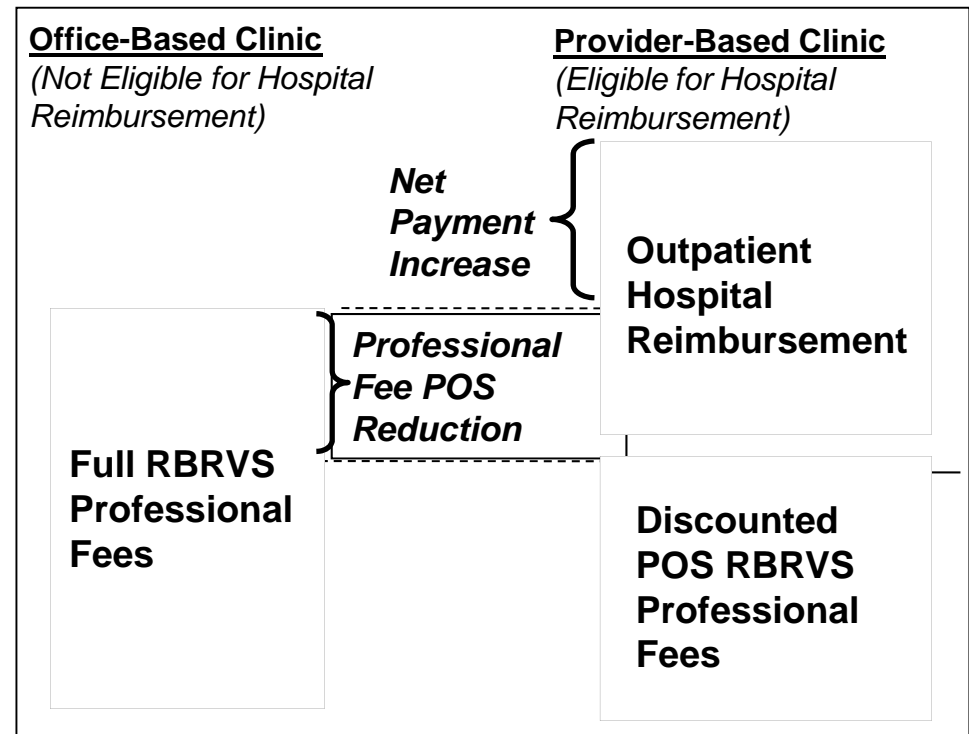 Office-Based Clinic
(Not Eligible for Hospital
Reimbursement)
Provider-Based Clinic
(Eligible for Hospital
Reimbursement)
Net
Payment
Increase
Outpatient
Hospital
Reimbursement
Professional
Fee POS
Reduction
Full RBRVS
Professional
Fees
Discounted
POS RBRVS
Professional
Fees